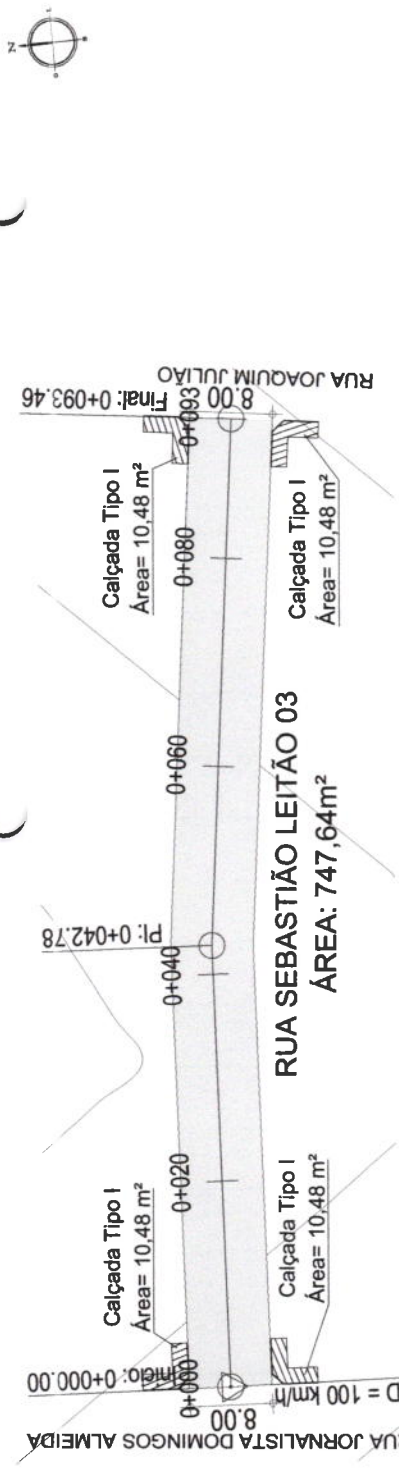 N
RUA JOAQUIM JULIÃO
Final: 0+093.46
0+093
8.00
Calçada Tipo I
Área= 10,48 m²
0+080
Calçada Tipo I
Área= 10,48 m²
0+060
RUA SEBASTIÃO LEITÃO 03
ÁREA: 747,64m²
PI: 0+042.78
0+040
0+020
Calçada Tipo I
Área= 10,48 m²
Calçada Tipo I
Área= 10,48 m²
Início: 0+000.00
0+000
8.00
D = 100 km/h
RUA JORNALISTA DOMINGOS ALMEIDA